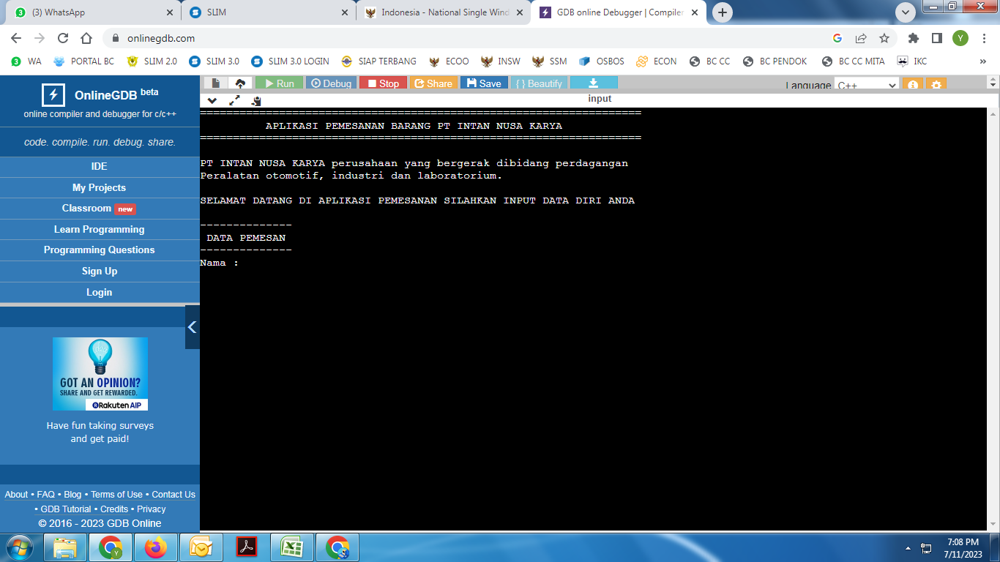 (3) WhatsApp
SLIM
Indonesia - National Single Wind
GDB online Debugger | Compiler
onlinegdb.com
Y
3 WA PORTAL BC SLIM 2.0 SLIM 3.0 SLIM 3.0 LOGIN SIAP TERBANG ECOO INSW SSM OSBOS ECON BC CC BC PENDOK BC CC MITA IKC »
OnlineGDB beta
online compiler and debugger for c/c++
code. compile. run. debug. share.
IDE
My Projects
Classroom new
Learn Programming
Programming Questions
Sign Up
Login
GOT AN OPINION?
SHARE AND GET REWARDED.
Rakuten AIP
Have fun taking surveys
and get paid!
About • FAQ • Blog • Terms of Use • Contact Us
• GDB Tutorial • Credits • Privacy
© 2016 - 2023 GDB Online
Run Debug Stop Share Save { } Beautify
Language C++
input
===================================================================
APLIKASI PEMESANAN BARANG PT INTAN NUSA KARYA
===================================================================
PT INTAN NUSA KARYA perusahaan yang bergerak dibidang perdagangan
Peralatan otomotif, industri dan laboratorium.
SELAMAT DATANG DI APLIKASI PEMESANAN SILAHKAN INPUT DATA DIRI ANDA
--------------
DATA PEMESAN
--------------
Nama :
7:08 PM
7/11/2023